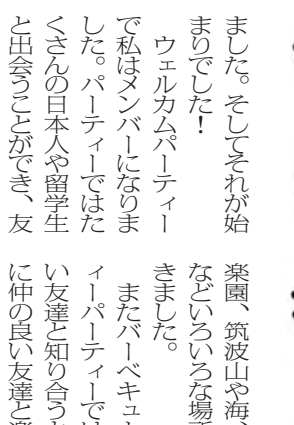 ました。そしてそれが始
まりでした！
ウェルカムパーティー
で私はメンバーになりま
した。パーティーではた
くさんの日本人や留学生
と出会うことができ、友
楽園、筑波山や海、
などいろいろな場所
きました。
またバーベキュー
ィーパーティーでは
い友達と知り合うか
に仲の良い友達と楽